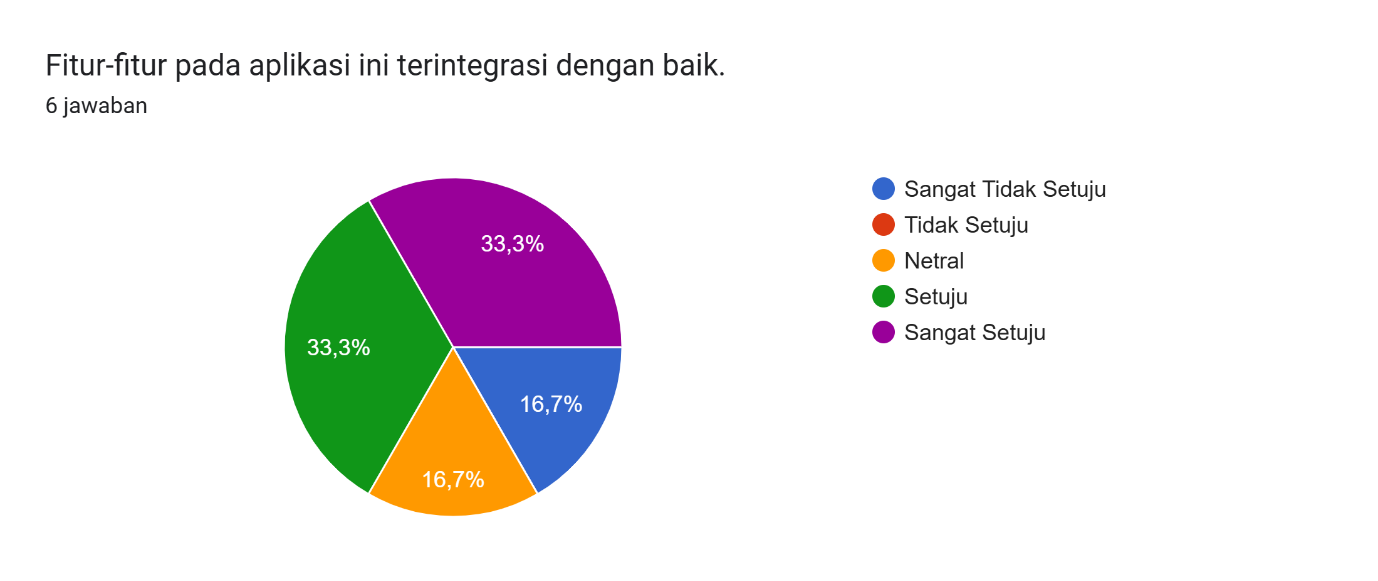 Fitur-fitur pada aplikasi ini terintegrasi dengan baik.
6 jawaban
33,3%
33,3%
16,7%
16,7%
Sangat Tidak Setuju
Tidak Setuju
Netral
Setuju
Sangat Setuju